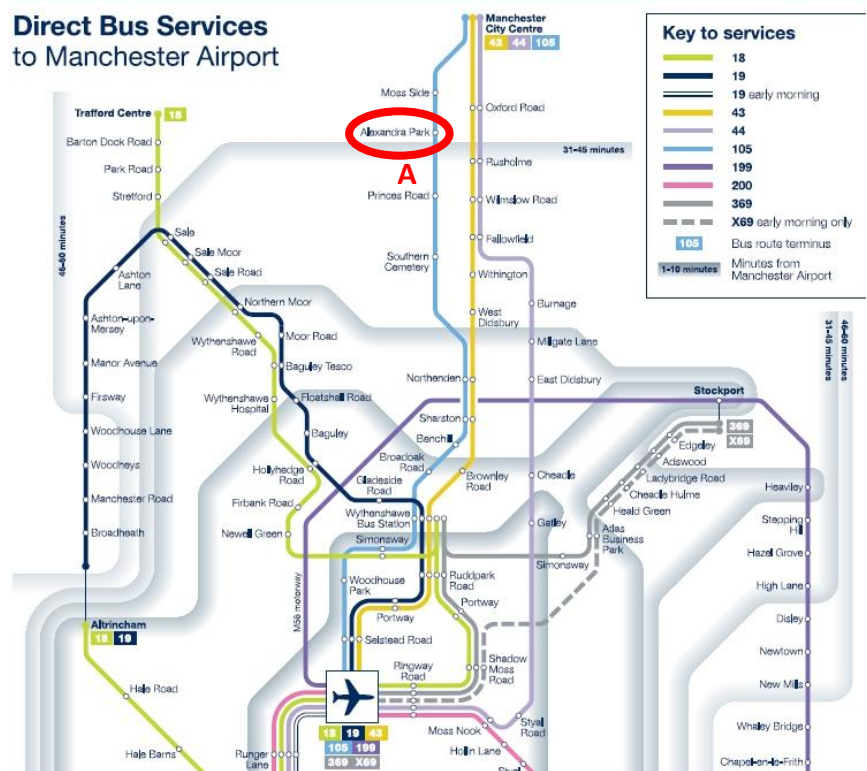 Direct Bus Services
to Manchester Airport
Manchester
City Centre
43 44 105
Key to services
18
19
19 early morning
43
44
105
199
200
369
X69 early morning only
105 Bus route terminus
1-10 minutes Minutes from
Manchester Airport
Trafford Centre 18
Barton Dock Road
Park Road
Stretford
Moss Side
Alexandra Park
A
Princes Road
Southern
Cemetery
Oxford Road
31-45 minutes
Rusholme
Wilmslow Road
Fallowfield
Withington
West
Didsbury
Burnage
Millgate Lane
East Didsbury
46-60 minutes
Sale
Sale Moor
Sale Road
Northern Moor
Moor Road
Baguley Tesco
Floatshall Road
Baguley
Ashton
Lane
Ashton-upon-
Mersey
Manor Avenue
Firsway
Woodhouse Lane
Woodheys
Manchester Road
Broadheath
Altrincham
18 19
Hale Road
Hale Barns
Wythenshawe
Road
Wythenshawe
Hospital
Hollyhedge
Road
Firbank Road
Newell Green
Gladeside
Road
Wythenshawe
Bus Station
Simonsway
Northenden
Sharston
Benchill
Broadoak
Road
Brownley
Road
Woodhouse
Park
Portway
Selstead Road
Ruddpark
Road
Portway
Shadow
Moss
Road
Ringway
Road
M56 motorway
Cheadle
Gatley
Simonsway
Stockport
369
X69
Edgeley
Adswood
Ladybridge Road
Cheadle Hulme
Heald Green
Atlas
Business
Park
31-45 minutes
46-60 minutes
Heaviley
Stepping
Hill
Hazel Grove
High Lane
Disley
Newtown
New Mills
Whaley Bridge
Chapel-en-le-Frith
18 19 43
105 199
369 X69
Runger
Lane
Moss Nook
Styal
Road
Hollin Lane
Styal